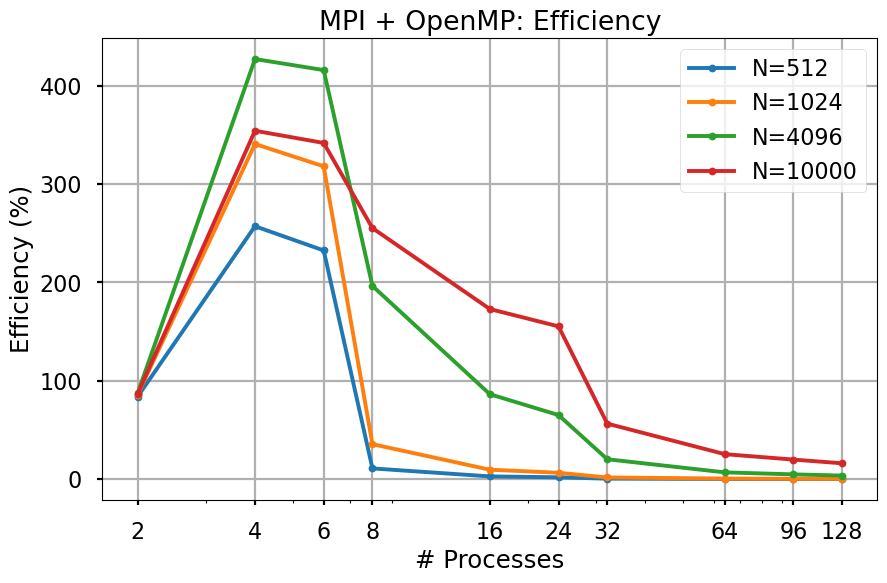 MPI + OpenMP: Efficiency
Efficiency (%)
400
300
200
100
0
N=512
N=1024
N=4096
N=10000
2 4 6 8 16 24 32 64 96 128
# Processes